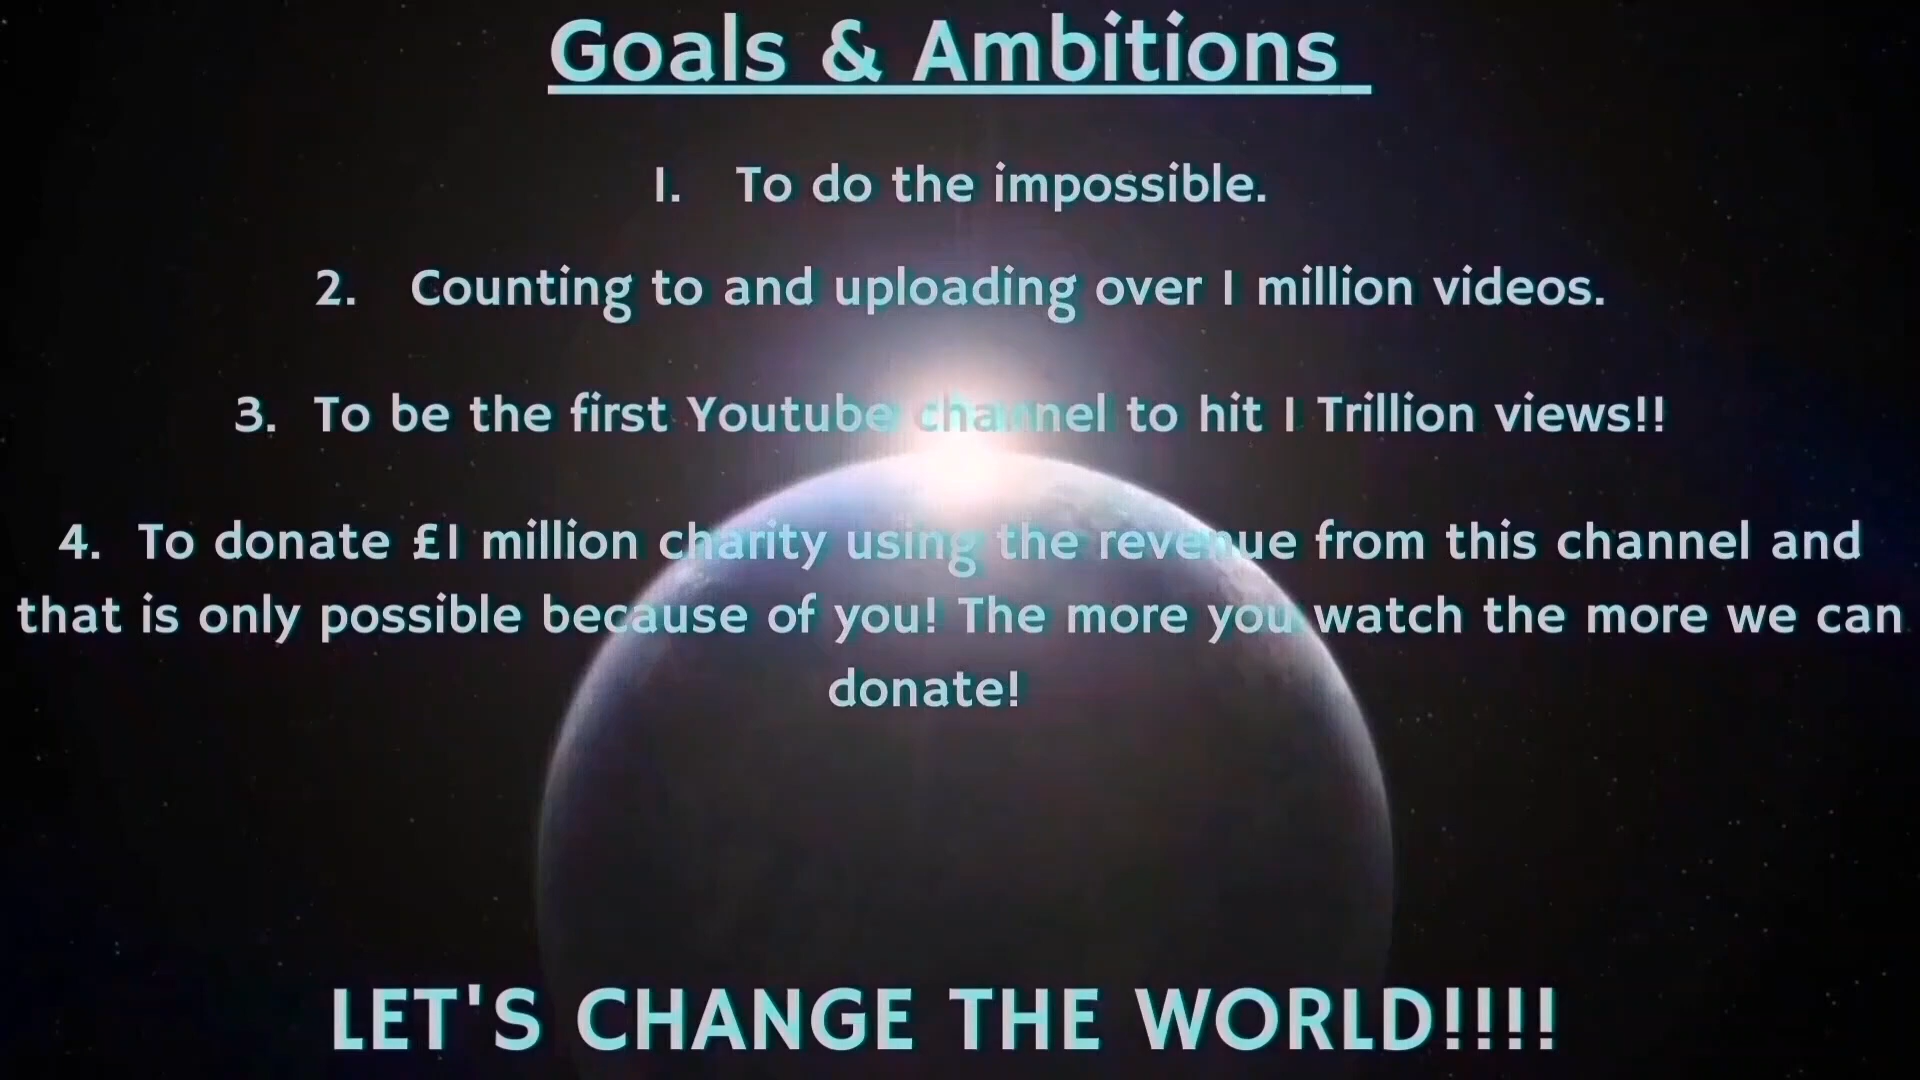 Goals & Ambitions
1. To do the impossible.
2. Counting to and uploading over 1 million videos.
3. To be the first Youtube channel to hit 1 Trillion views!!
4. To donate £1 million charity using the revenue from this channel and
that is only possible because of you! The more you watch the more we can
donate!
LET'S CHANGE THE WORLD!!!!